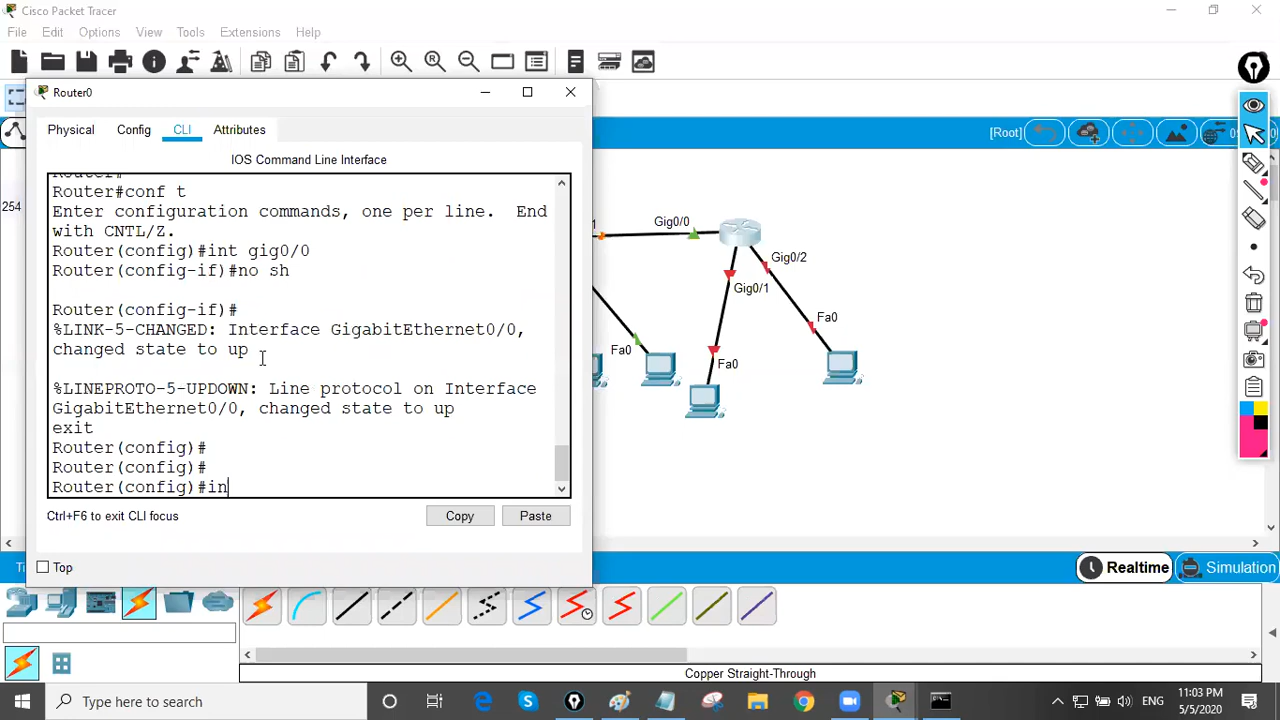 Cisco Packet Tracer
File Edit Options View Tools Extensions Help
Router0
Physical Config CLI Attributes
[Root]
IOS Command Line Interface
254
Router#conf t
Enter configuration commands, one per line. End
with CNTL/Z.
Router(config)#int gig0/0
Router(config-if)#no sh
Router(config-if)#
%LINK-5-CHANGED: Interface GigabitEthernet0/0,
changed state to up
%LINEPROTO-5-UPDOWN: Line protocol on Interface
GigabitEthernet0/0, changed state to up
exit
Router(config)#
Router(config)#
Router(config)#in
Ctrl+F6 to exit CLI focus
Copy Paste
Top
1
Gig0/0
Gig0/2
Gig0/1
Fa0
Fa0
Fa0
Realtime Simulation
Copper Straight-Through
Type here to search
ENG
11:03 PM
5/5/2020